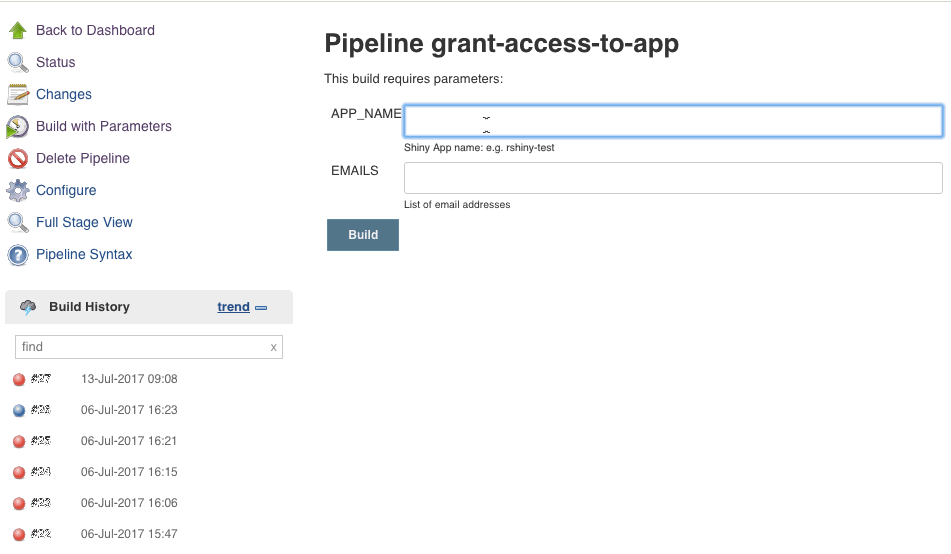 Back to Dashboard
Status
Changes
Build with Parameters
Delete Pipeline
Configure
Full Stage View
Pipeline Syntax
Build History trend
find x
#27 13-Jul-2017 09:08
#26 06-Jul-2017 16:23
#25 06-Jul-2017 16:21
#24 06-Jul-2017 16:15
#23 06-Jul-2017 16:06
#22 06-Jul-2017 15:47
Pipeline grant-access-to-app
This build requires parameters:
APP_NAME
Shiny App name: e.g. rshiny-test
EMAILS
List of email addresses
Build